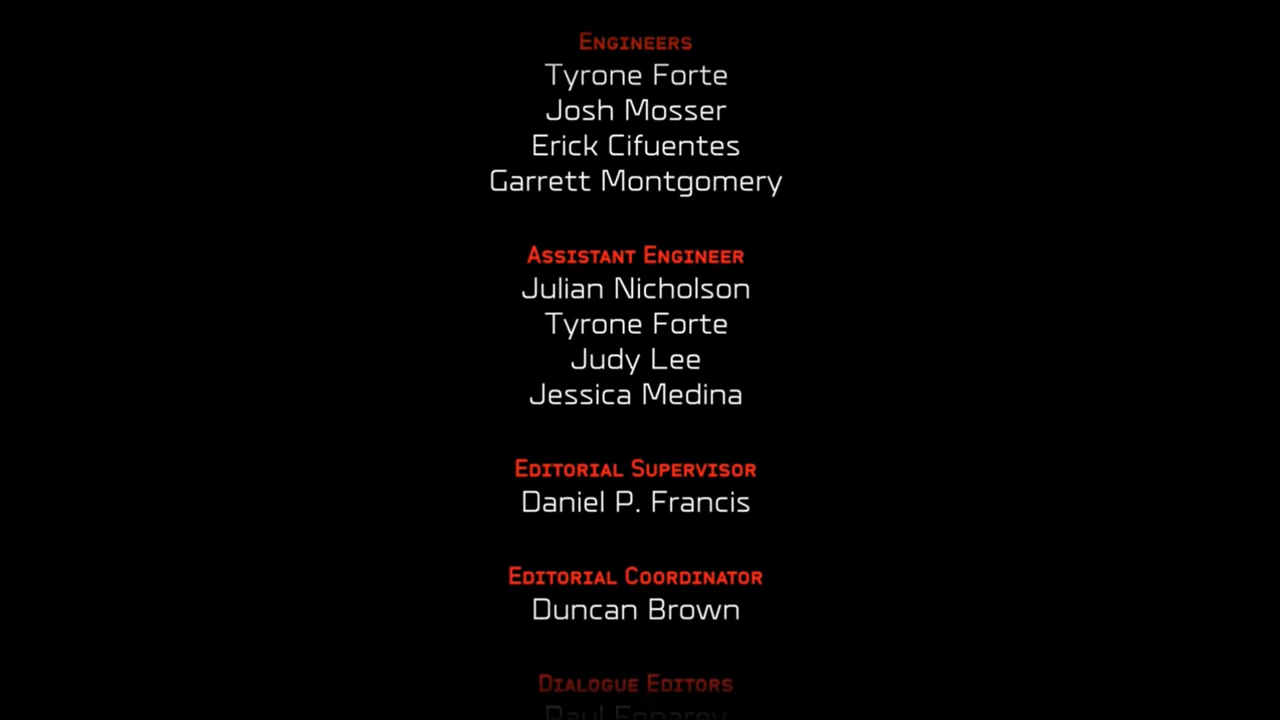 Engineers
Tyrone Forte
Josh Mosser
Erick Cifuentes
Garrett Montgomery
Assistant Engineer
Julian Nicholson
Tyrone Forte
Judy Lee
Jessica Medina
Editorial Supervisor
Daniel P. Francis
Editorial Coordinator
Duncan Brown
Dialogue Editors
Paul